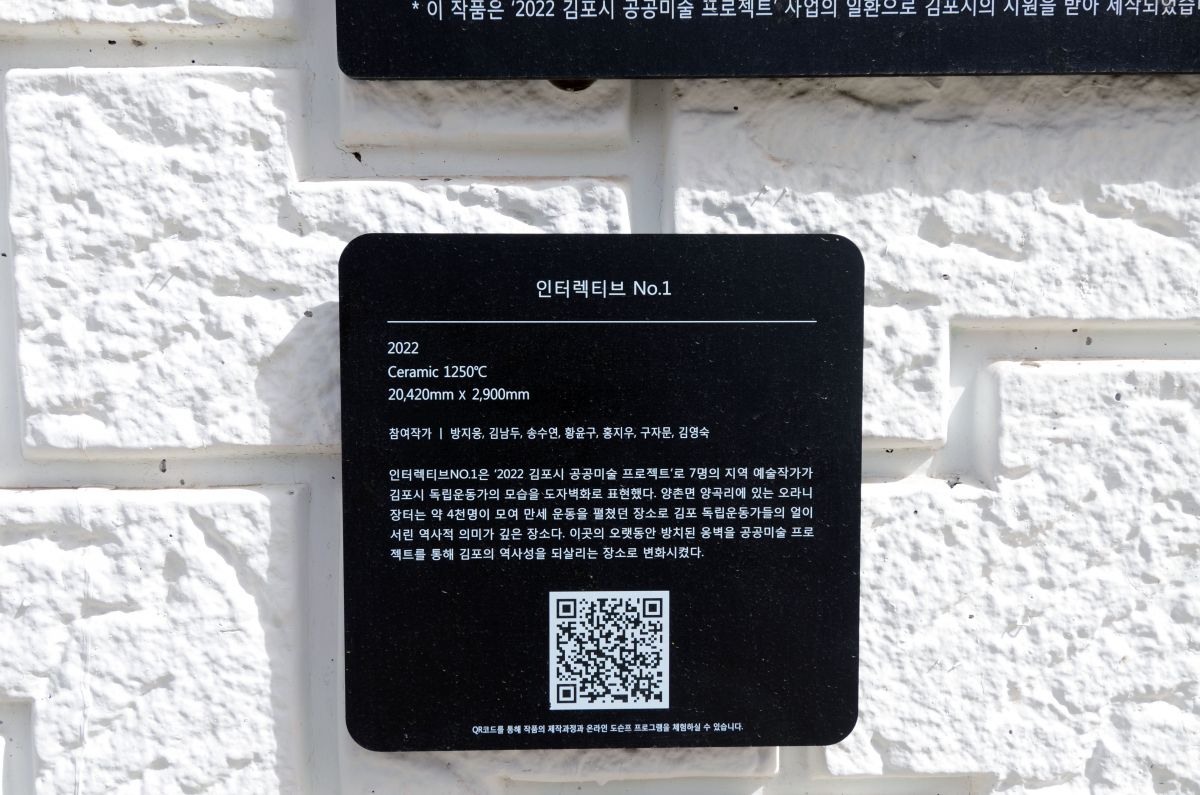 * 이 작품은 '2022 김포시 공공미술 프로젝트' 사업의 일환으로 김포시의 지원을 받아 제작되었습
인터렉티브 No.1
2022
Ceramic 1250℃
20,420mm x 2,900mm
참여작가 | 방지웅, 김남두, 송수연, 황윤구, 홍지우, 구자문, 김영숙
인터렉티브NO.1은 '2022 김포시 공공미술 프로젝트'로 7명의 지역 예술작가가
김포시 독립운동가의 모습을 도자벽화로 표현했다. 양촌면 양곡리에 있는 오라니
장터는 약 4천명이 모여 만세 운동을 펼쳤던 장소로 김포 독립운동가들의 얼이
서린 역사적 의미가 깊은 장소다. 이곳의 오랫동안 방치된 옹벽을 공공미술 프로
젝트를 통해 김포의 역사성을 되살리는 장소로 변화시켰다.
QR코드를 통해 작품의 제작과정과 온라인 도슨프 프로그램을 체험하실 수 있습니다.